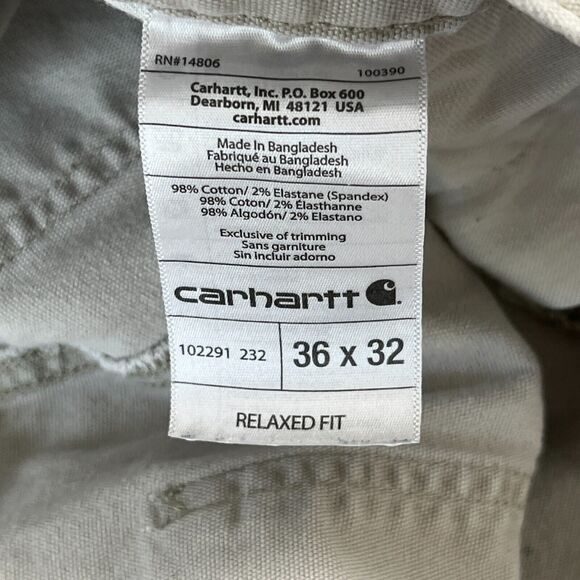 RN#14806 100390
Carhartt, Inc. P.O. Box 600
Dearborn, MI 48121 USA
carhartt.com
Made In Bangladesh
Fabriqué au Bangladesh
Hecho en Bangladesh
98% Cotton/ 2% Elastane (Spandex)
98% Coton/ 2% Élasthanne
98% Algodón/ 2% Elastano
Exclusive of trimming
Sans garniture
Sin incluir adorno
carhartt
102291 232 36 x 32
RELAXED FIT